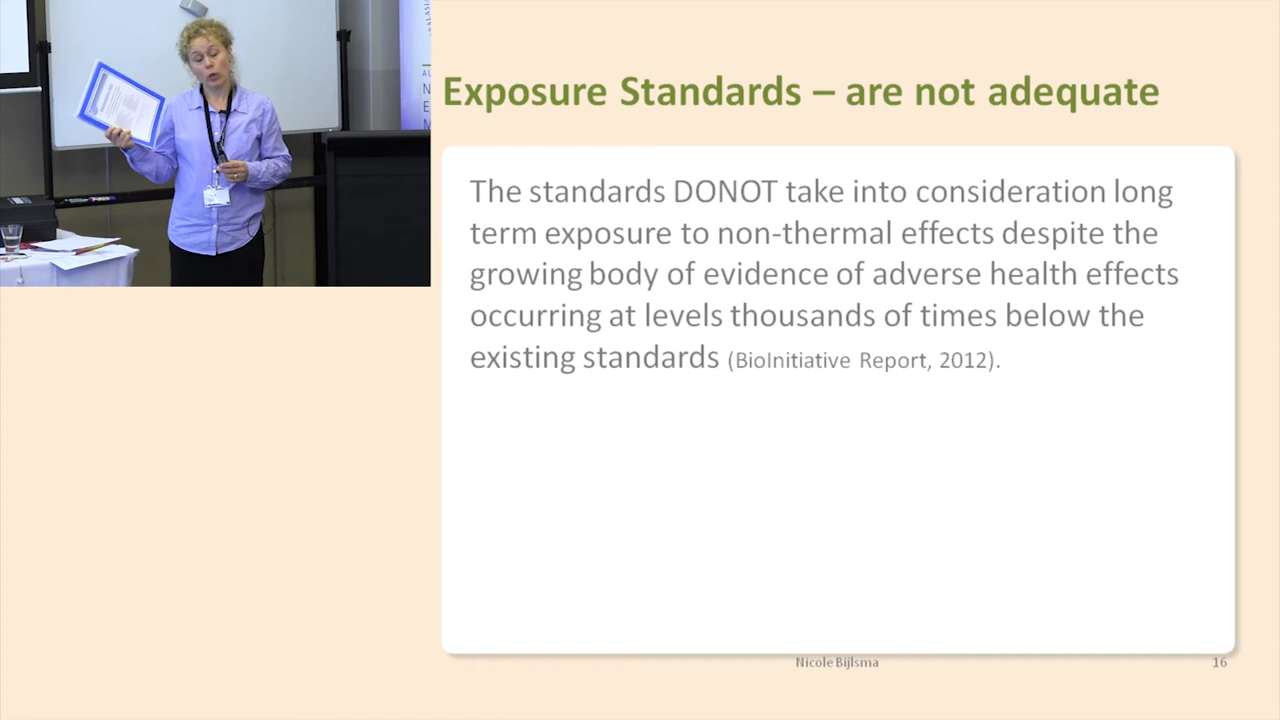 Exposure Standards – are not adequate
The standards DONOT take into consideration long
term exposure to non-thermal effects despite the
growing body of evidence of adverse health effects
occurring at levels thousands of times below the
existing standards (BioInitiative Report, 2012).
Nicole Bijlsma
16